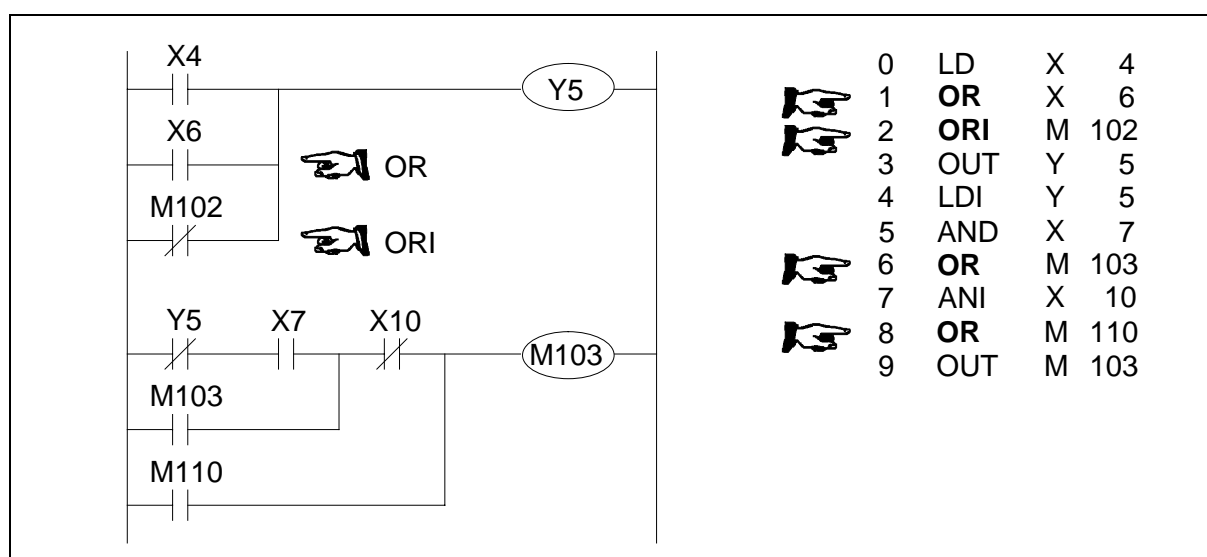 X4
Y5
X6
OR
M102
ORI
Y5 X7 X10
M103
M103
M110
0 LD X 4
1 OR X 6
2 ORI M 102
3 OUT Y 5
4 LDI Y 5
5 AND X 7
6 OR M 103
7 ANI X 10
8 OR M 110
9 OUT M 103